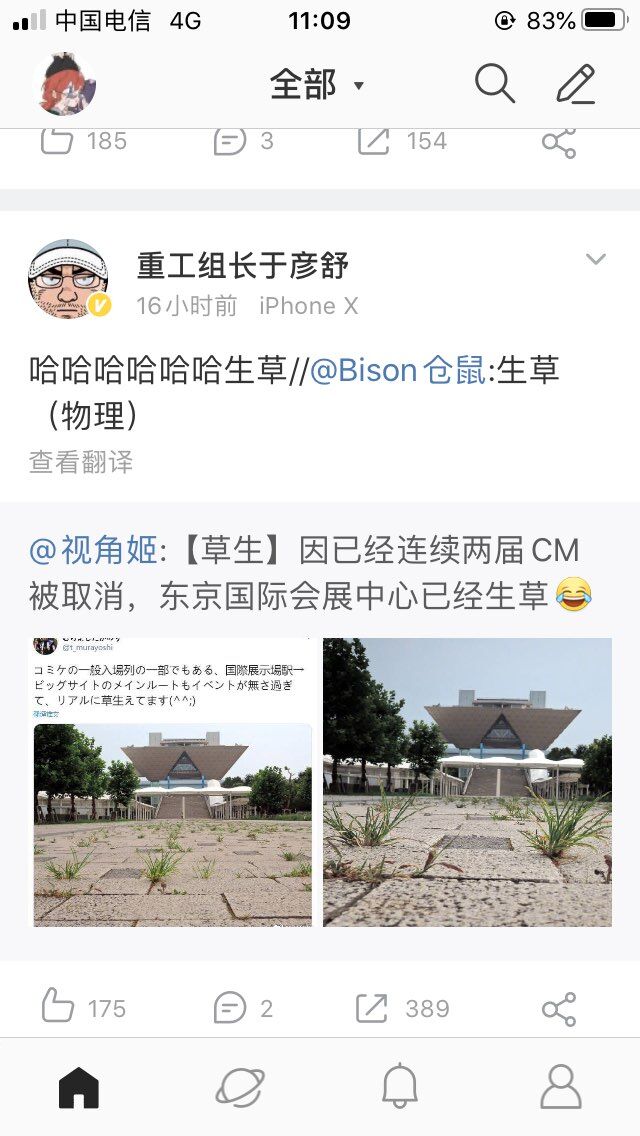 中国电信 4G 11:09 83%
全部
185 3 154
重工组长于彦舒
16小时前 iPhone X
哈哈哈哈哈哈生草//@Bison仓鼠:生草
（物理）
查看翻译
@视角姬:【草生】因已经连续两届CM
被取消，东京国际会展中心已经生草😂
@t_murayoshi
コミケの一般入場列の一部でもある、国際展示場駅→
ビッグサイトのメインルートもイベントが無さ過ぎ
て、リアルに草生えてます(^^;)
175 2 389